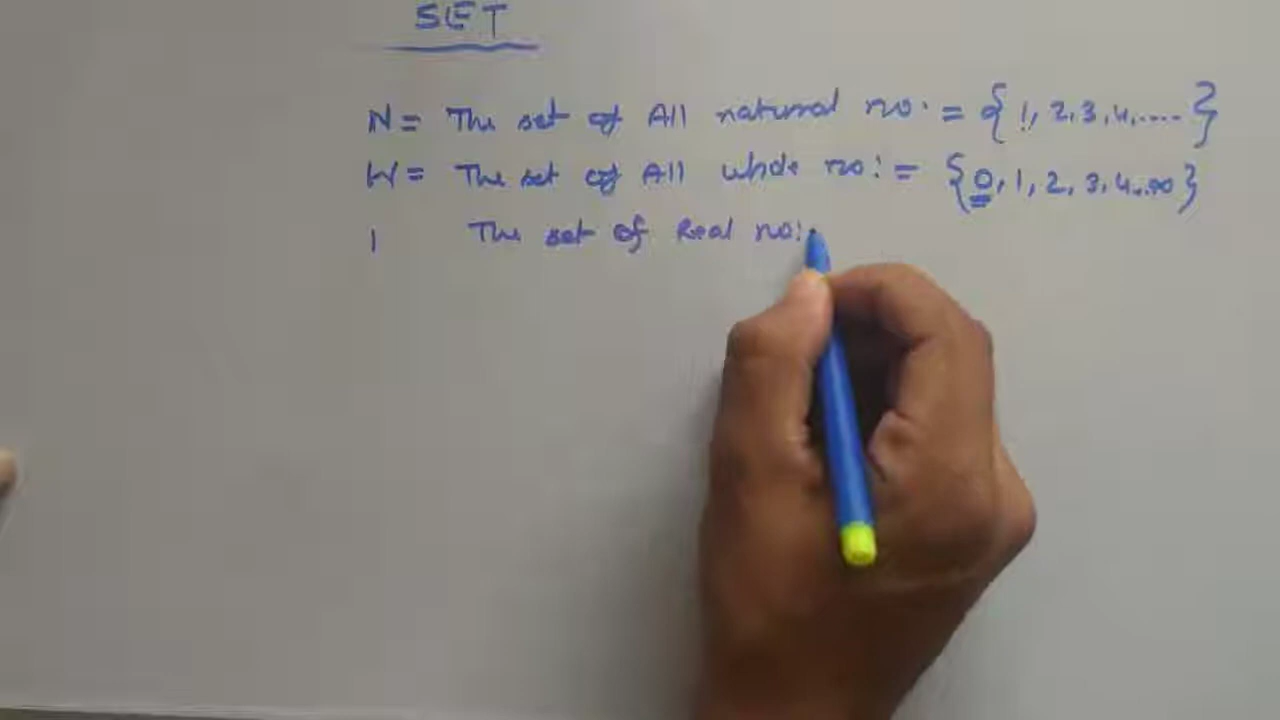 SET
N = The set of All natural no. = {1, 2, 3, 4, .....}
W = The set of All whole no: = {0, 1, 2, 3, 4, ..∞}
I The set of Real no: